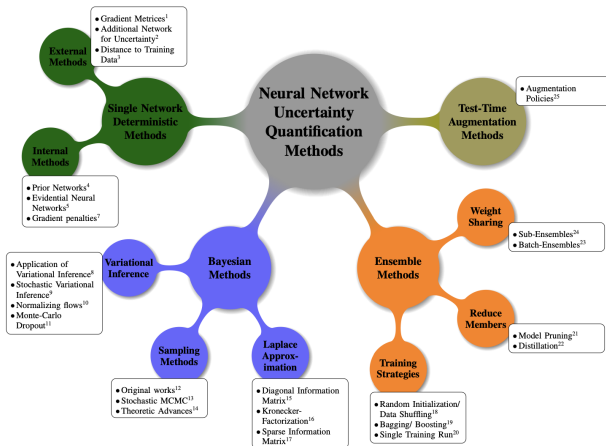 Neural Network
Uncertainty
Quantification
Methods
Single Network
Deterministic
Methods
External
Methods
• Gradient Metrices¹
• Additional Network
for Uncertainty²
• Distance to Training
Data³
Internal
Methods
• Prior Networks⁴
• Evidential Neural
Networks⁵
• Gradient penalties⁷
Test-Time
Augmentation
Methods
• Augmentation
Policies²⁵
Bayesian
Methods
Variational
Inference
• Application of
Variational Inference⁸
• Stochastic Variational
Inference⁹
• Normalizing flows¹⁰
• Monte-Carlo
Dropout¹¹
Sampling
Methods
• Original works¹²
• Stochastic MCMC¹³
• Theoretic Advances¹⁴
Laplace
Approx-
imation
• Diagonal Information
Matrix¹⁵
• Kronecker-
Factorization¹⁶
• Sparse Information
Matrix¹⁷
Ensemble
Methods
Weight
Sharing
• Sub-Ensembles²⁴
• Batch-Ensembles²³
Reduce
Members
• Model Pruning²¹
• Distillation²²
Training
Strategies
• Random Initialization/
Data Shuffling¹⁸
• Bagging/ Boosting¹⁹
• Single Training Run²⁰